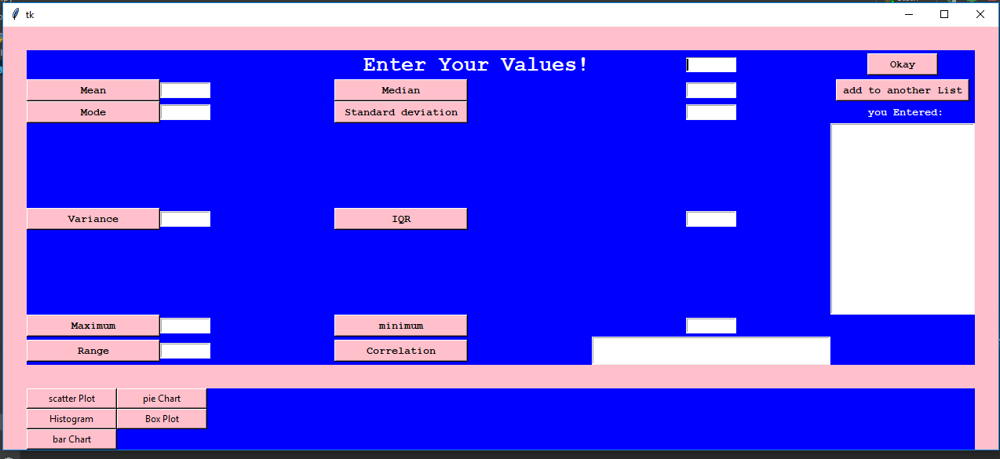 tk
Enter Your Values! Okay
Mean Median add to another List
Mode Standard deviation you Entered:
Variance IQR
Maximum minimum
Range Correlation
scatter Plot pie Chart
Histogram Box Plot
bar Chart